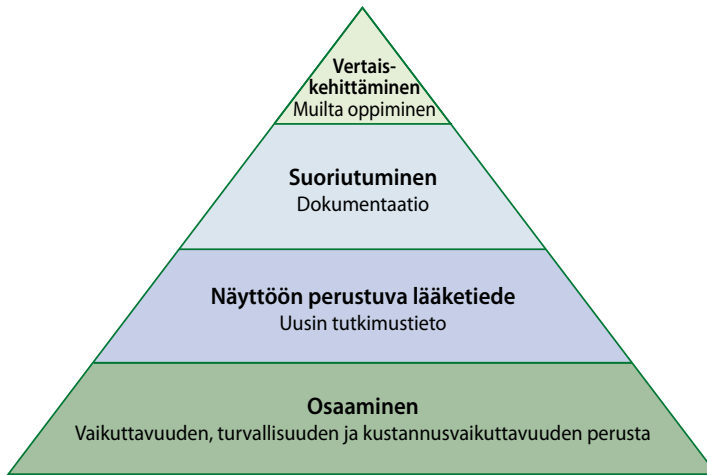 Vertais-
kehittäminen
Muilta oppiminen
Suoriutuminen
Dokumentaatio
Näyttöön perustuva lääketiede
Uusin tutkimustieto
Osaaminen
Vaikuttavuuden, turvallisuuden ja kustannusvaikuttavuuden perusta